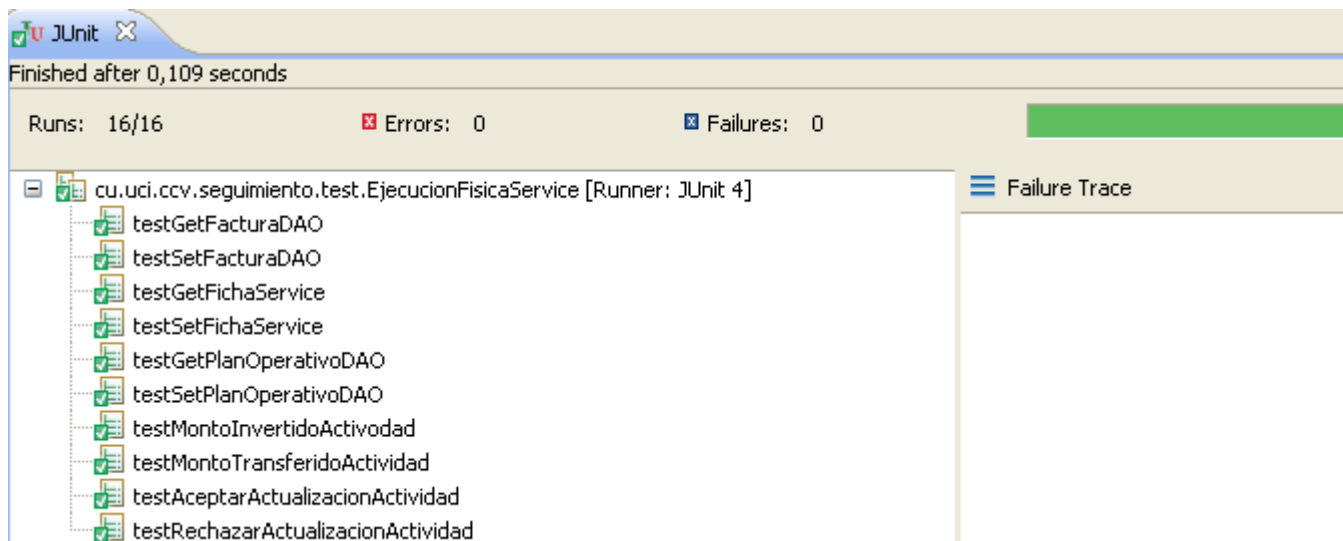 JUnit
Finished after 0,109 seconds
Runs: 16/16 Errors: 0 Failures: 0
cu.uci.ccv.seguimiento.test.EjecucionFisicaService [Runner: JUnit 4]
Failure Trace
testGetFacturaDAO
testSetFacturaDAO
testGetFichaService
testSetFichaService
testGetPlanOperativoDAO
testSetPlanOperativoDAO
testMontoInvertidoActivodad
testMontoTransferidoActividad
testAceptarActualizacionActividad
testRechazarActualizacionActividad